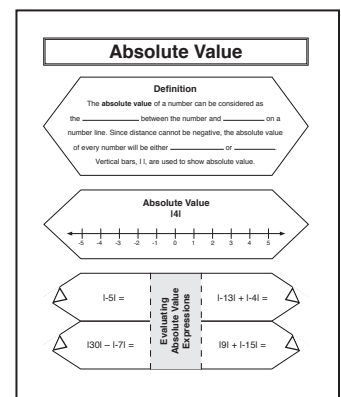 Absolute Value
Definition
The absolute value of a number can be considered as
the ____________ between the number and ________ on a
number line. Since distance cannot be negative, the absolute value
of every number will be either ____________ or ________.
Vertical bars, | |, are used to show absolute value.
Absolute Value
|4|
-5 -4 -3 -2 -1 0 1 2 3 4 5
|-5| =
|30| – |-7| =
Evaluating
Absolute Value
Expressions
|-13| + |-4| =
|9| + |-15| =